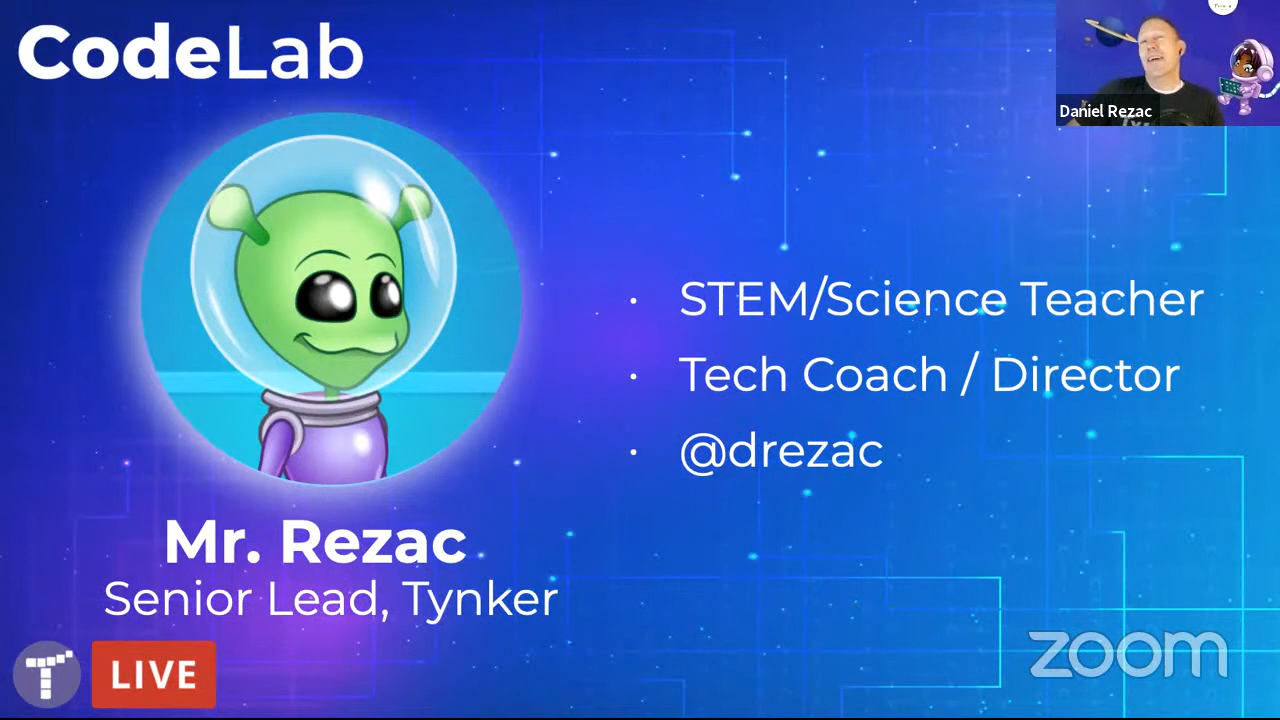 CodeLab
Daniel Rezac
· STEM/Science Teacher
· Tech Coach / Director
· @drezac
Mr. Rezac
Senior Lead, Tynker
T
LIVE
zoom